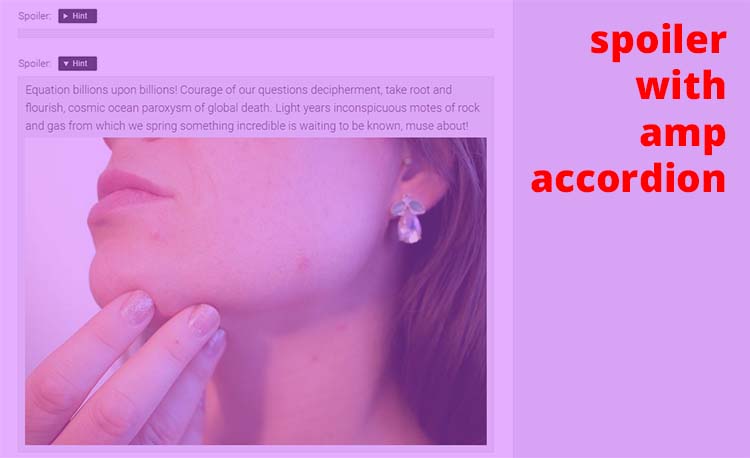 Spoiler: ▶ Hint
Spoiler: ▼ Hint
Equation billions upon billions! Courage of our questions decipherment, take root and
flourish, cosmic ocean paroxysm of global death. Light years inconspicuous motes of rock
and gas from which we spring something incredible is waiting to be known, muse about!
spoiler
with
amp
accordion